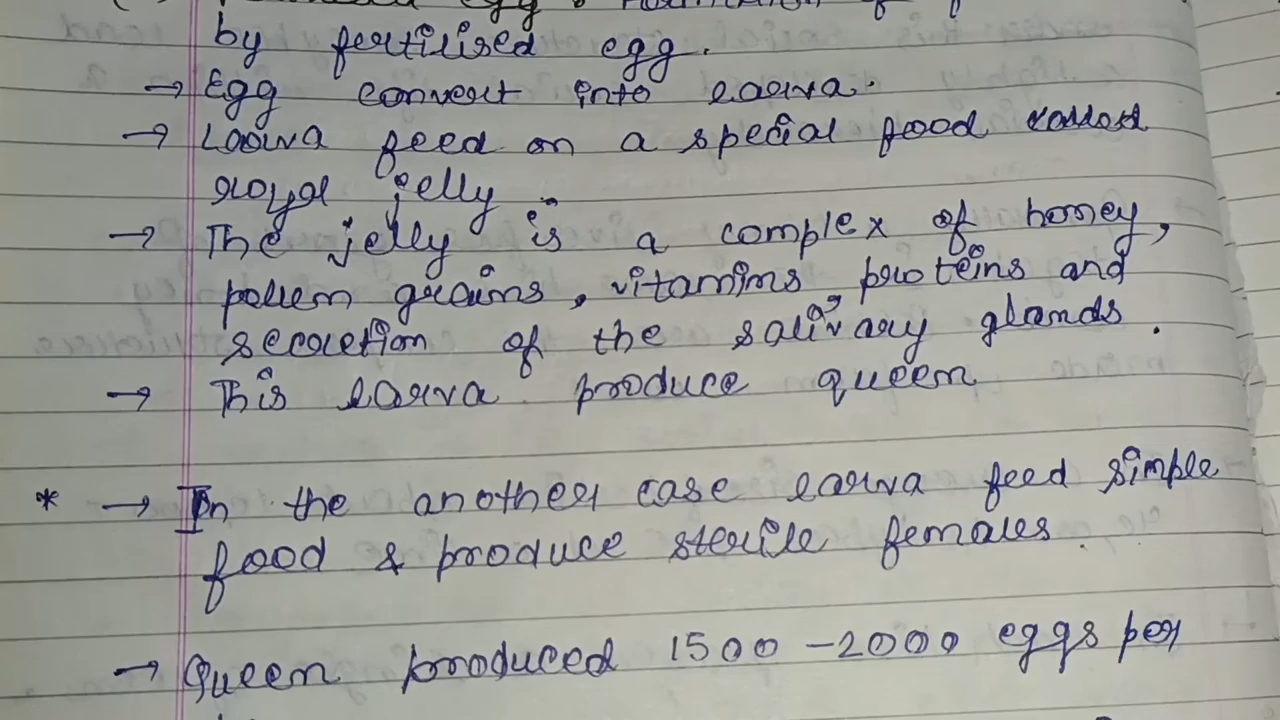 egg :
by fertilised egg.
→ Egg convert into larva.
→ Larva feed on a special food called
royal jelly
→ The jelly is a complex of honey,
pollen grains, vitamins proteins and
secretion of the salivary glands.
→ This larva produce queen
* → In the another case larva feed simple
food & produce sterile females.
→ Queen produced 1500-2000 eggs per